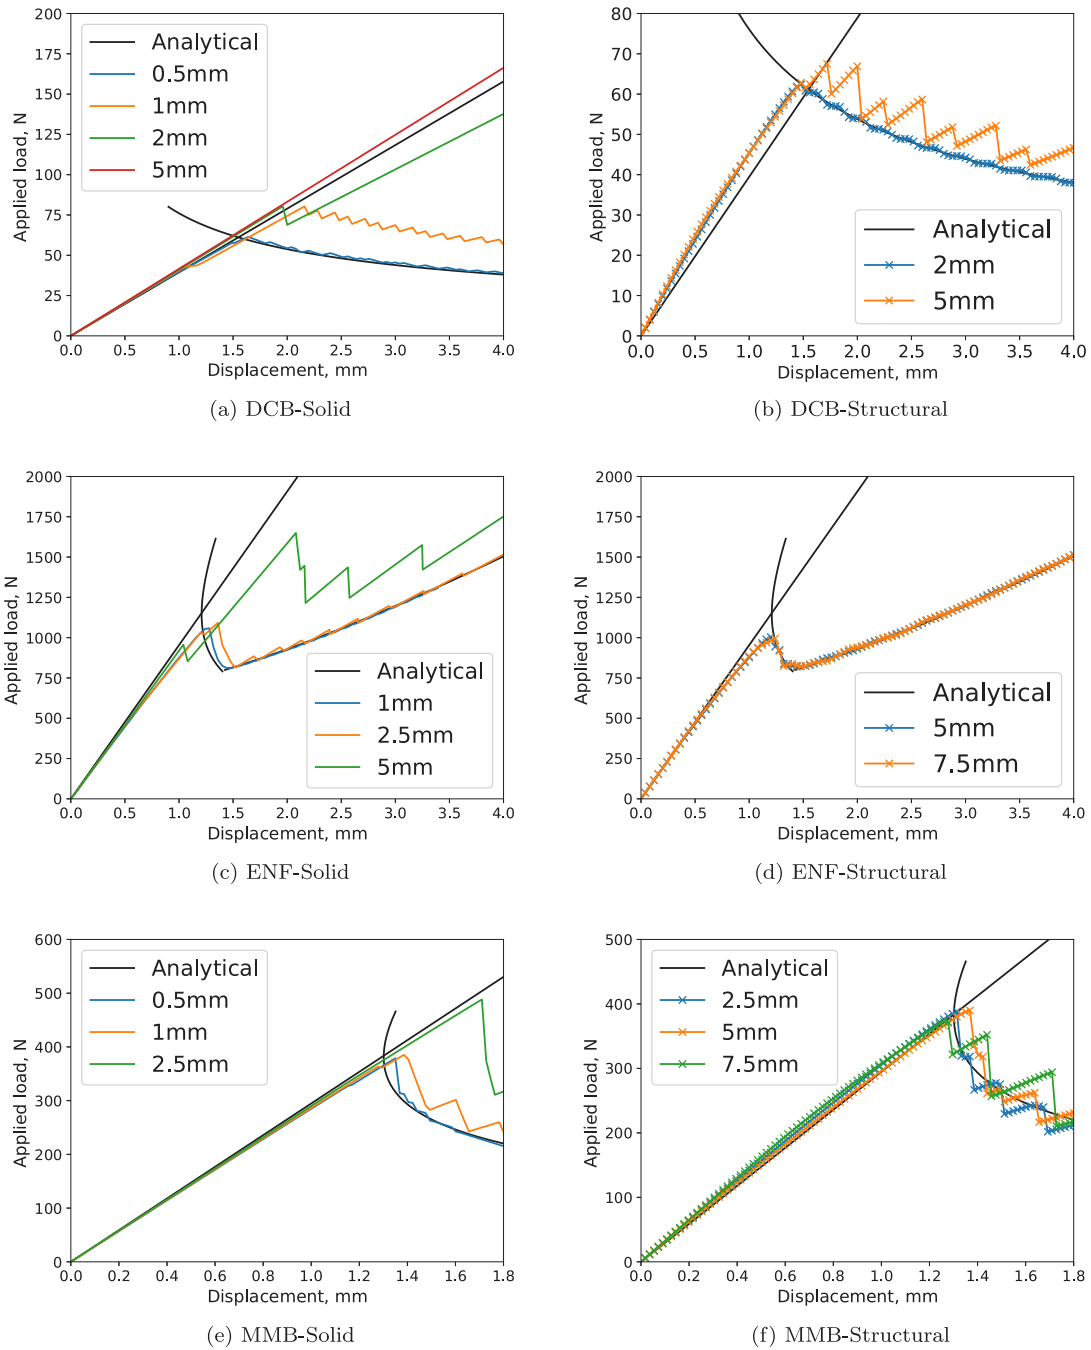 200
175
150
125
100
75
50
25
0
Applied load, N
Analytical
0.5mm
1mm
2mm
5mm
0.0 0.5 1.0 1.5 2.0 2.5 3.0 3.5 4.0
Displacement, mm
(a) DCB-Solid
80
70
60
50
40
30
20
10
0
Applied load, N
Analytical
2mm
5mm
0.0 0.5 1.0 1.5 2.0 2.5 3.0 3.5 4.0
Displacement, mm
(b) DCB-Structural
2000
1750
1500
1250
1000
750
500
250
0
Applied load, N
Analytical
1mm
2.5mm
5mm
0.0 0.5 1.0 1.5 2.0 2.5 3.0 3.5 4.0
Displacement, mm
(c) ENF-Solid
2000
1750
1500
1250
1000
750
500
250
0
Applied load, N
Analytical
5mm
7.5mm
0.0 0.5 1.0 1.5 2.0 2.5 3.0 3.5 4.0
Displacement, mm
(d) ENF-Structural
600
500
400
300
200
100
0
Applied load, N
Analytical
0.5mm
1mm
2.5mm
0.0 0.2 0.4 0.6 0.8 1.0 1.2 1.4 1.6 1.8
Displacement, mm
(e) MMB-Solid
500
400
300
200
100
0
Applied load, N
Analytical
2.5mm
5mm
7.5mm
0.0 0.2 0.4 0.6 0.8 1.0 1.2 1.4 1.6 1.8
Displacement, mm
(f) MMB-Structural